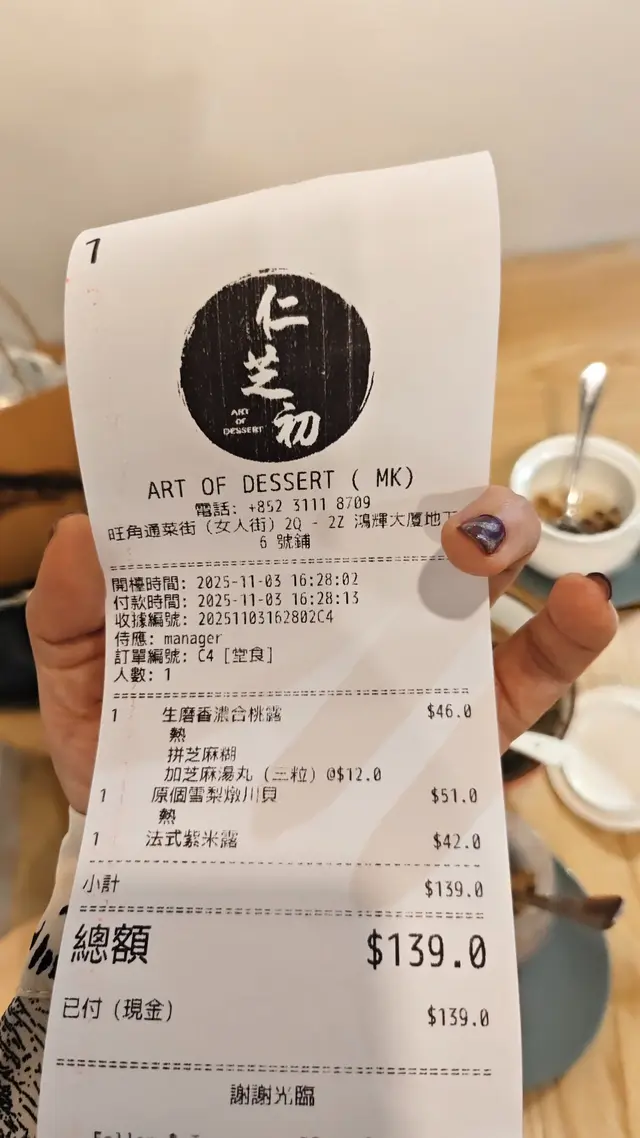 1
仁
芝
初
ART
OF
DESSERT
ART OF DESSERT ( MK)
電話: +852 3111 8709
旺角通菜街 (女人街) 2Q - 2Z 鴻輝大廈地下
6 號鋪
開檯時間: 2025-11-03 16:28:02
付款時間: 2025-11-03 16:28:13
收據編號: 20251103162802C4
侍應: manager
訂單編號: C4 [堂食]
人數: 1
1 生磨香濃合桃露 $46.0
熱
拼芝麻糊
加芝麻湯丸 (三粒) @$12.0
1 原個雪梨燉川貝 $51.0
熱
1 法式紫米露 $42.0
小計 $139.0
總額 $139.0
已付 (現金) $139.0
謝謝光臨